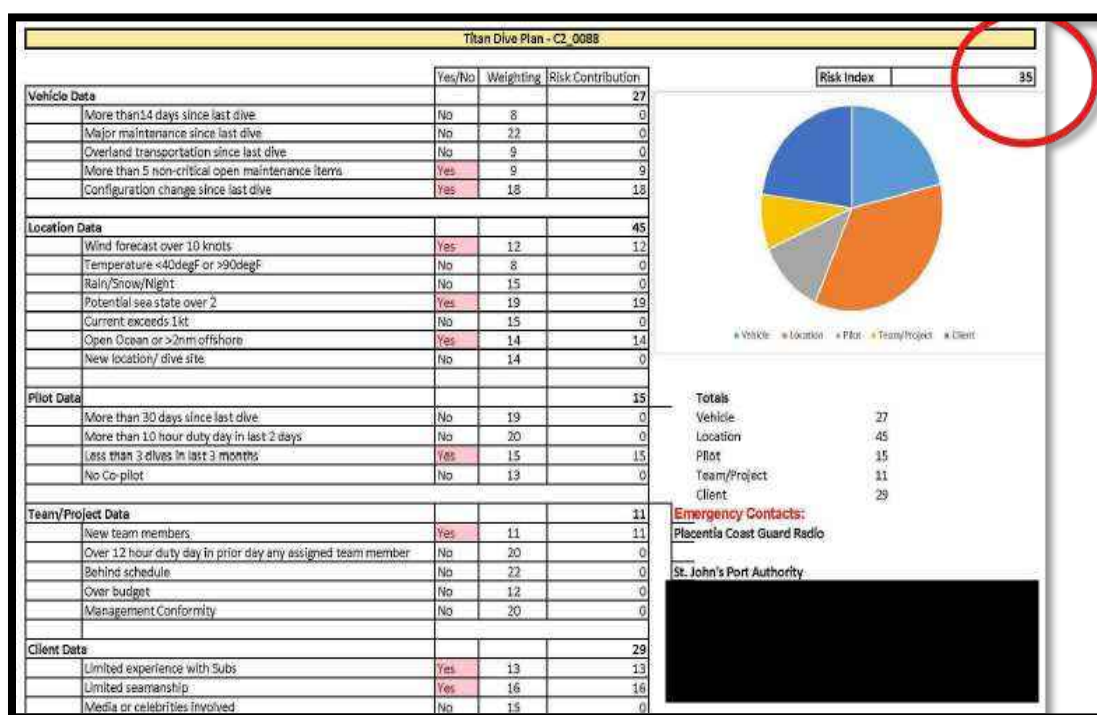 Titan Dive Plan - C2_0088
Yes/No Weighting Risk Contribution
Risk Index 35
Vehicle Data 27
More than14 days since last dive No 8 0
Major maintenance since last dive No 22 0
Overland transportation since last dive No 9 0
More than 5 non-critical open maintenance items Yes 9 9
Configuration change since last dive Yes 18 18
Location Data 45
Wind forecast over 10 knots Yes 12 12
Temperature <40degF or >90degF No 8 0
Rain/Snow/Night No 15 0
Potential sea state over 2 Yes 19 19
Current exceeds 1kt No 15 0
Open Ocean or >2nm offshore Yes 14 14
New location/ dive site No 14 0
Vehicle Location Pilot Team/Project Client
Pilot Data 15
More than 30 days since last dive No 19 0
More than 10 hour duty day in last 2 days No 20 0
Less than 3 dives in last 3 months Yes 15 15
No Co-pilot No 13 0
Totals
Vehicle 27
Location 45
Pilot 15
Team/Project 11
Client 29
Team/Project Data 11
New team members Yes 11 11
Over 12 hour duty day in prior day any assigned team member No 20 0
Behind schedule No 22 0
Over budget No 12 0
Management Conformity No 20 0
Emergency Contacts:
Placentia Coast Guard Radio
St. John's Port Authority
Client Data 29
Limited experience with Subs Yes 13 13
Limited seamanship Yes 16 16
Media or celebrities involved No 15 0